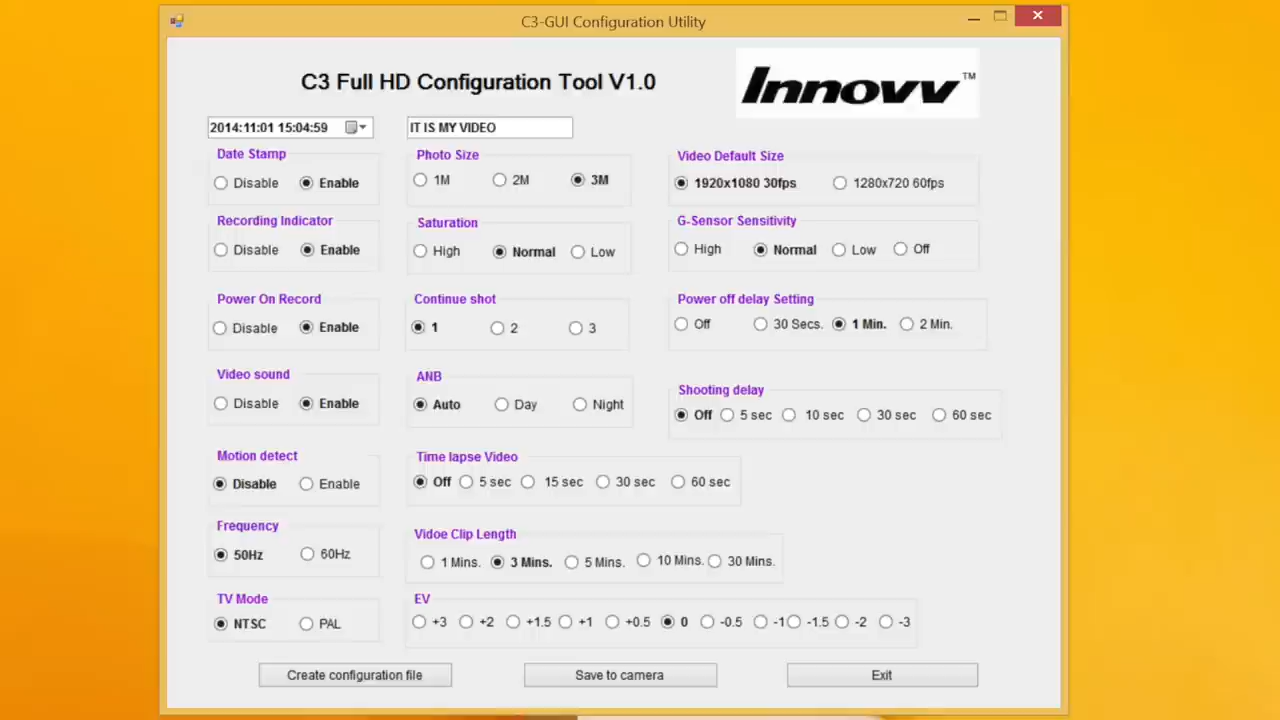 C3-GUI Configuration Utility
C3 Full HD Configuration Tool V1.0
Innovv™
2014:11:01 15:04:59
IT IS MY VIDEO
Date Stamp
Disable Enable
Photo Size
1M 2M 3M
Video Default Size
1920x1080 30fps 1280x720 60fps
Recording Indicator
Disable Enable
Saturation
High Normal Low
G-Sensor Sensitivity
High Normal Low Off
Power On Record
Disable Enable
Continue shot
1 2 3
Power off delay Setting
Off 30 Secs. 1 Min. 2 Min.
Video sound
Disable Enable
ANB
Auto Day Night
Shooting delay
Off 5 sec 10 sec 30 sec 60 sec
Motion detect
Disable Enable
Time lapse Video
Off 5 sec 15 sec 30 sec 60 sec
Frequency
50Hz 60Hz
Vidoe Clip Length
1 Mins. 3 Mins. 5 Mins. 10 Mins. 30 Mins.
TV Mode
NTSC PAL
EV
+3 +2 +1.5 +1 +0.5 0 -0.5 -1 -1.5 -2 -3
Create configuration file
Save to camera
Exit